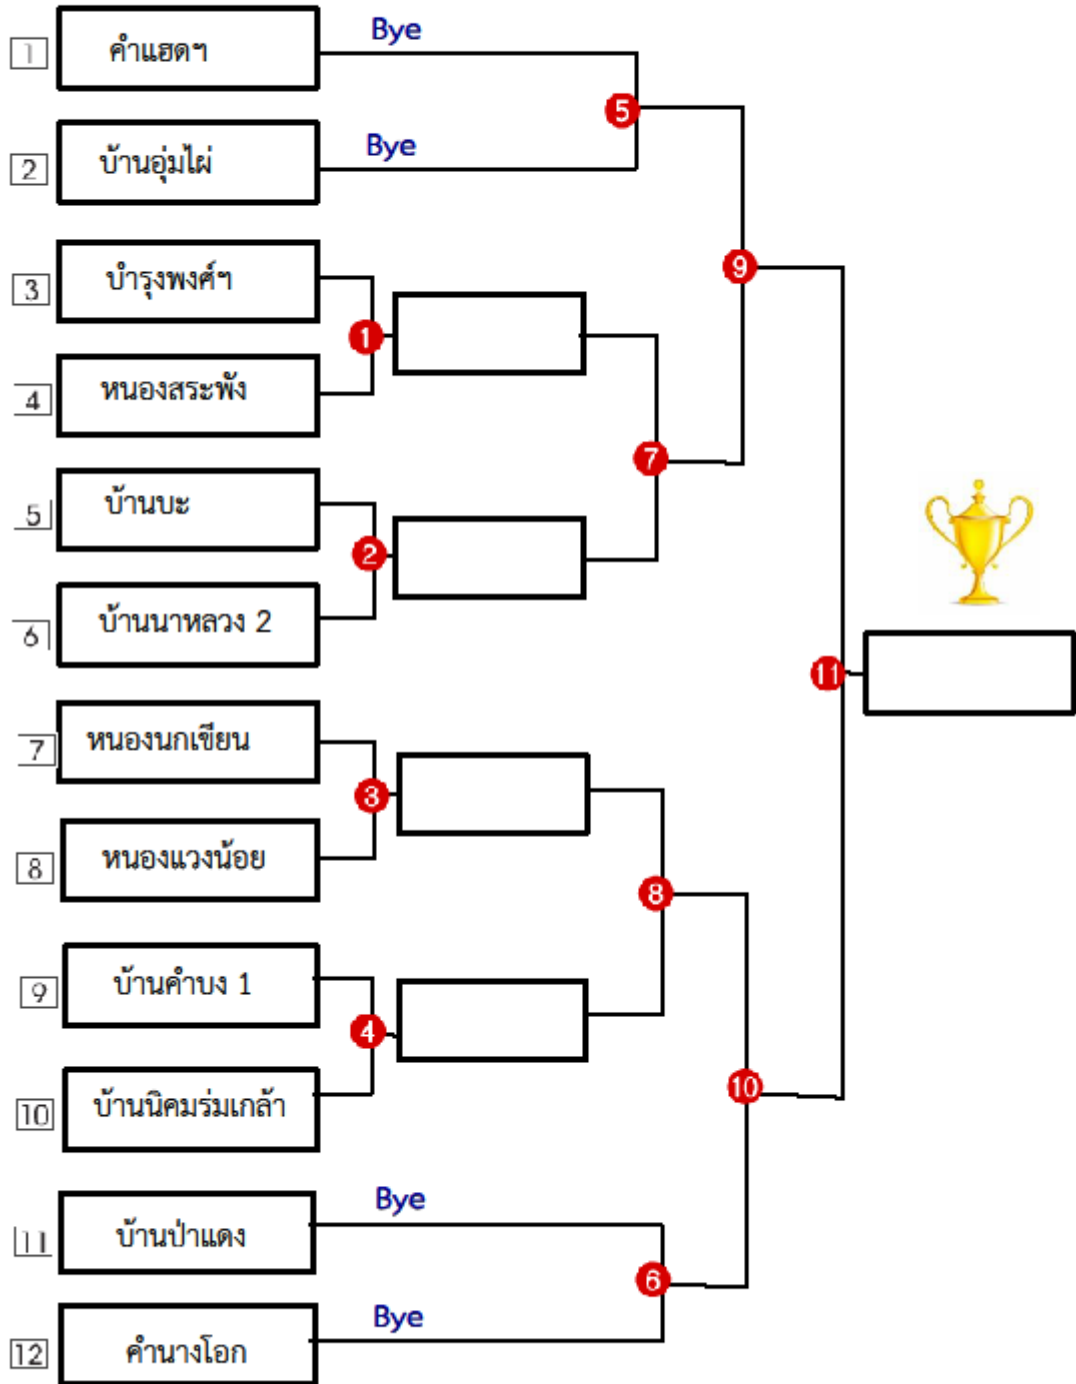 1 คำแฮดฯ Bye
5
2 บ้านอุ่มไผ่ Bye
9
3 บำรุงพงศ์ฯ
1
4 หนองสระพัง
7
5 บ้านบะ
2
6 บ้านนาหลวง 2
11
7 หนองนกเขียน
3
8 หนองแวงน้อย
8
9 บ้านคำบง 1
4
10 บ้านนิคมร่มเกล้า
10
11 บ้านป่าแดง Bye
6
12 คำนางโอก Bye